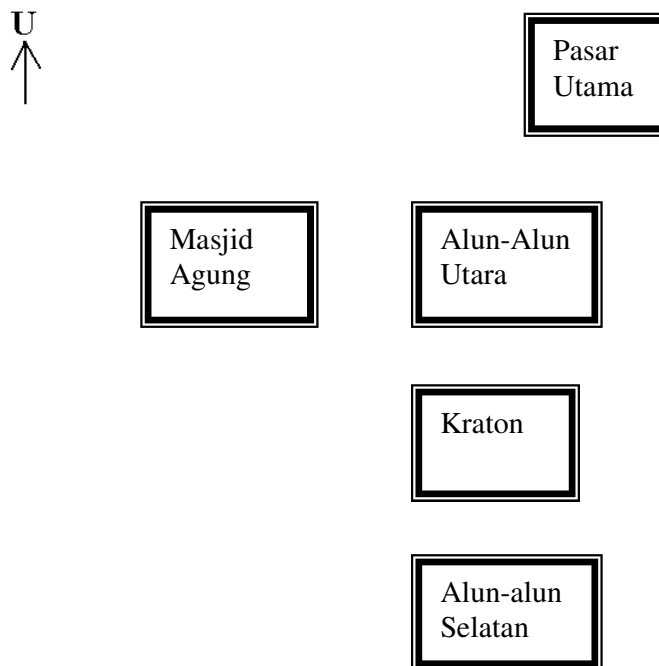 U
Pasar
Utama
Masjid
Agung
Alun-Alun
Utara
Kraton
Alun-alun
Selatan